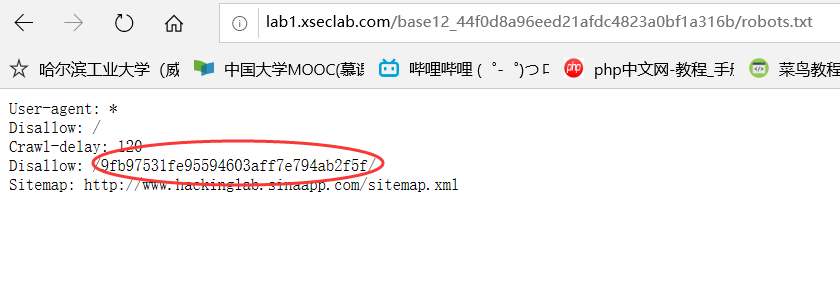 lab1.xseclab.com/base12_44f0d8a96eed21afdc4823a0bf1a316b/robots.txt
哈尔滨工业大学（威 中国大学MOOC(慕课 哔哩哔哩 ( ゜- ゜)つロ php中文网-教程_手册 菜鸟教程
User-agent: *
Disallow: /
Crawl-delay: 120
Disallow: /9fb97531fe95594603aff7e794ab2f5f/
Sitemap: http://www.hackinglab.sinaapp.com/sitemap.xml